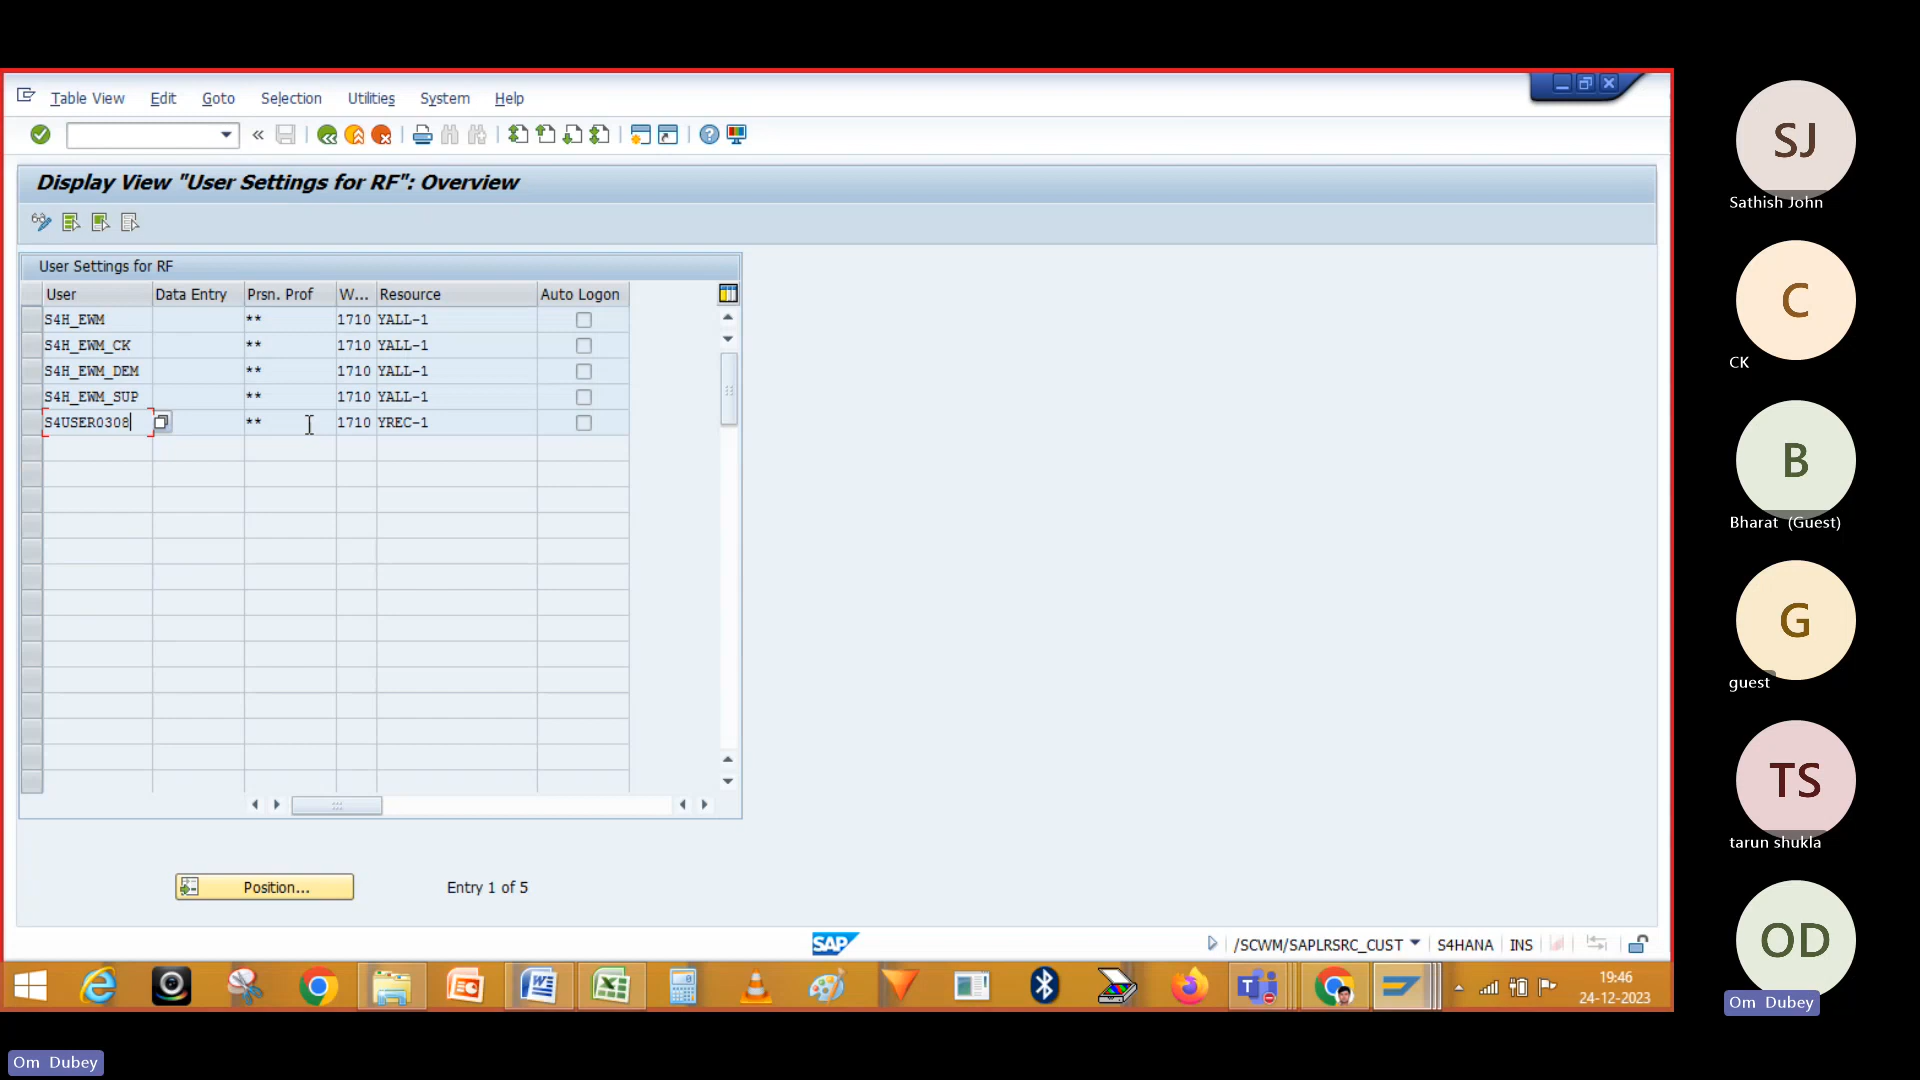 Table View Edit Goto Selection Utilities System Help
Display View "User Settings for RF": Overview
User Settings for RF
User Data Entry Prsn. Prof W... Resource Auto Logon
S4H_EWM ** 1710 YALL-1
S4H_EWM_CK ** 1710 YALL-1
S4H_EWM_DEM ** 1710 YALL-1
S4H_EWM_SUP ** 1710 YALL-1
S4USER0308 ** 1710 YREC-1
Position... Entry 1 of 5
SAP /SCWM/SAPLRSRC_CUST S4HANA INS
19:46
24-12-2023
SJ
Sathish John
C
CK
B
Bharat (Guest)
G
guest
TS
tarun shukla
OD
Om Dubey
Om Dubey